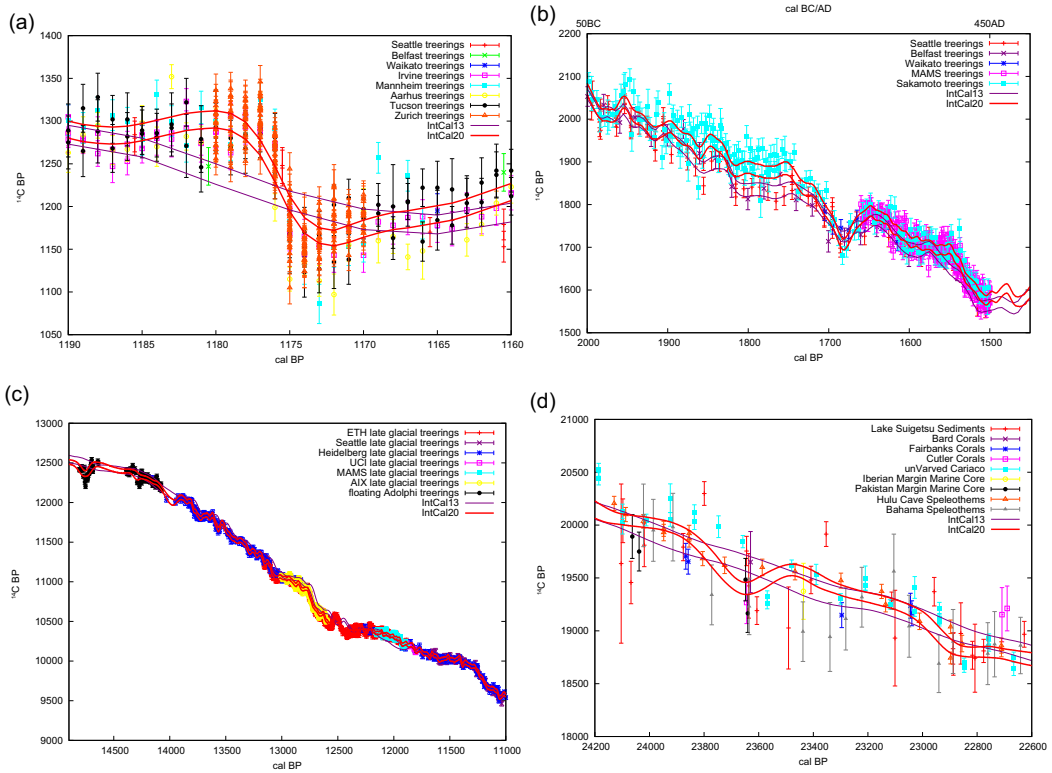 (a)
1400
1350
1300
1250
1200
1150
1100
1050
1190
1185
1180
1175
1170
1165
1160
cal BP
14C BP
Seattle treerings
Belfast treerings
Waikato treerings
Irvine treerings
Mannheim treerings
Aarhus treerings
Tucson treerings
Zurich treerings
IntCal13
IntCal20
(b)
cal BC/AD
50BC
450AD
2200
2100
2000
1900
1800
1700
1600
1500
2000
1900
1800
1700
1600
1500
cal BP
14C BP
Seattle treerings
Belfast treerings
Waikato treerings
MAMS treerings
Sakamoto treerings
IntCal13
IntCal20
(c)
13000
12500
12000
11500
11000
10500
10000
9500
9000
14500
14000
13500
13000
12500
12000
11500
11000
cal BP
14C BP
ETH late glacial treerings
Seattle late glacial treerings
Heidelberg late glacial treerings
UCI late glacial treerings
MAMS late glacial treerings
AIX late glacial treerings
floating Adolphi treerings
IntCal13
IntCal20
(d)
21000
20500
20000
19500
19000
18500
18000
24200
24000
23800
23600
23400
23200
23000
22800
22600
cal BP
14C BP
Lake Suigetsu Sediments
Bard Corals
Fairbanks Corals
Cutler Corals
unVarved Cariaco
Iberian Margin Marine Core
Pakistan Margin Marine Core
Hulu Cave Speleothems
Bahama Speleothems
IntCal13
IntCal20